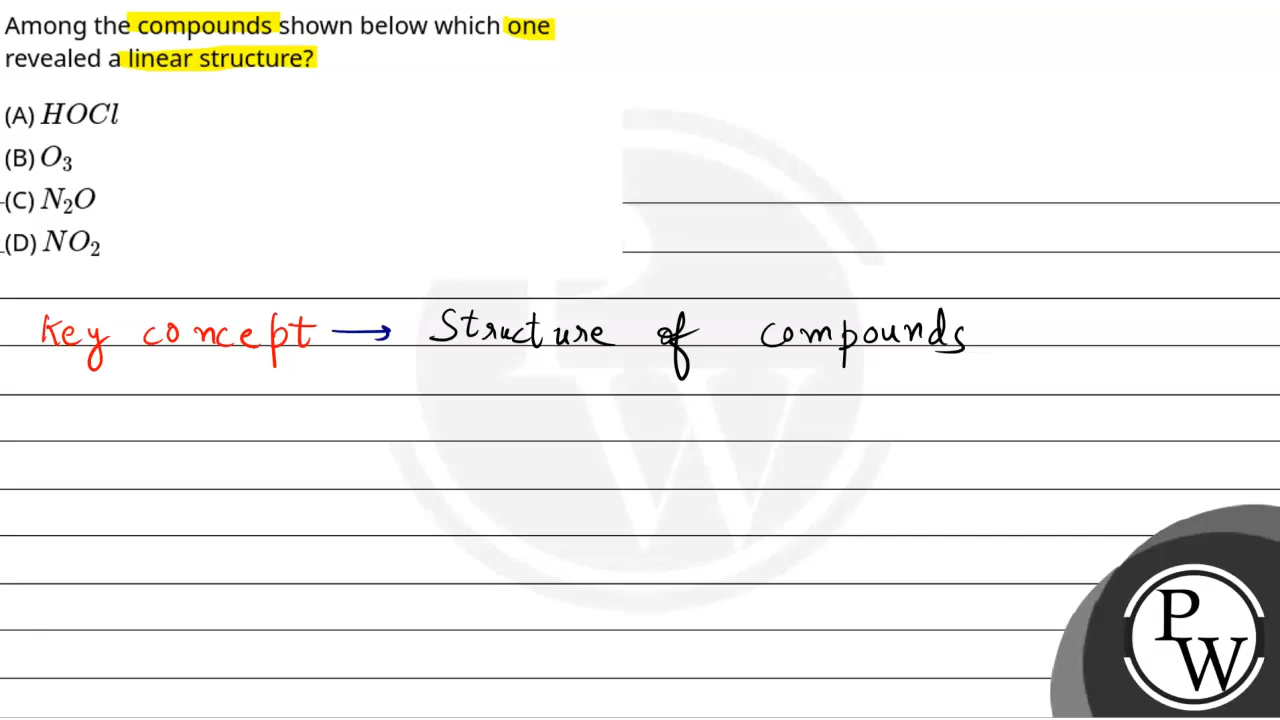 Among the compounds shown below which one
revealed a linear structure?
(A) HOCl
(B) O₃
(C) N₂O
(D) NO₂
Key concept → Structure of compounds
PW